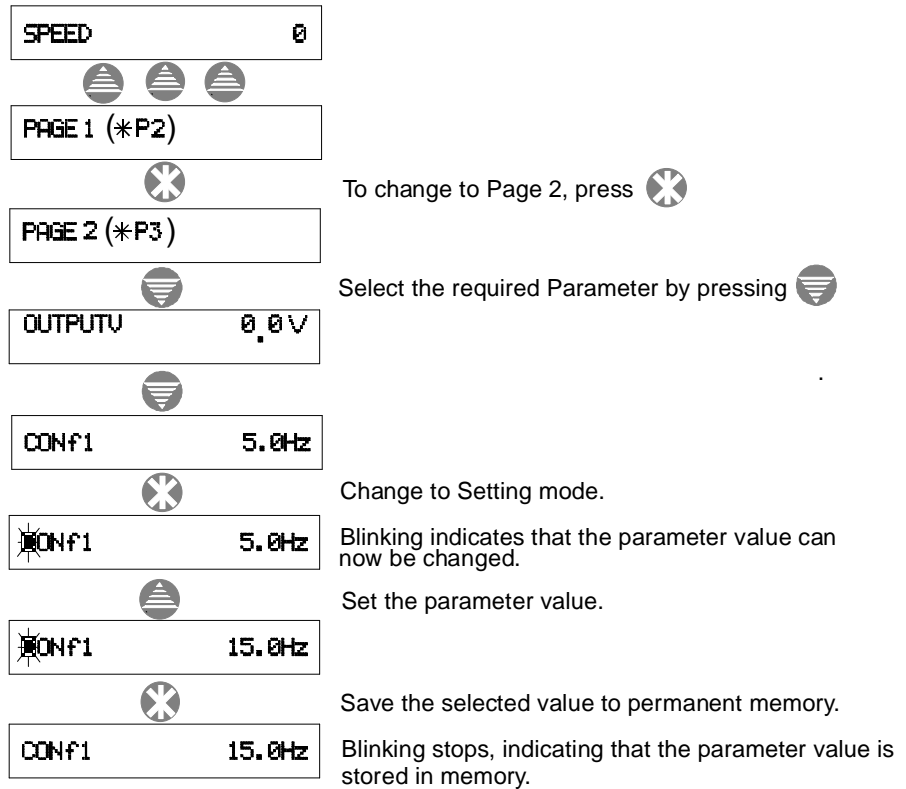 SPEED 0
PAGE 1 (*P2)
To change to Page 2, press
PAGE 2 (*P3)
Select the required Parameter by pressing
OUTPUTV 0.0 V
.
CONf1 5.0Hz
Change to Setting mode.
CONf1 5.0Hz
Blinking indicates that the parameter value can
now be changed.
Set the parameter value.
CONf1 15.0Hz
Save the selected value to permanent memory.
CONf1 15.0Hz
Blinking stops, indicating that the parameter value is
stored in memory.